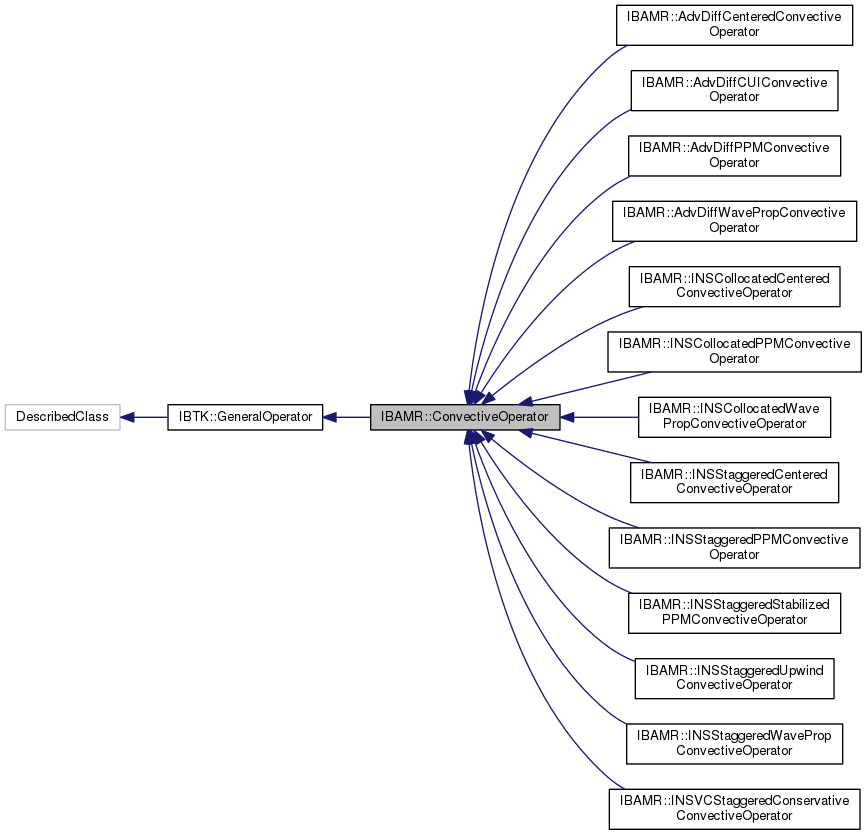 IBAMR::AdvDiffCenteredConvective
Operator
IBAMR::AdvDiffCUIConvective
Operator
IBAMR::AdvDiffPPMConvective
Operator
IBAMR::AdvDiffWavePropConvective
Operator
IBAMR::INSCollocatedCentered
ConvectiveOperator
IBAMR::INSCollocatedPPMConvective
Operator
DescribedClass
IBTK::GeneralOperator
IBAMR::ConvectiveOperator
IBAMR::INSCollocatedWave
PropConvectiveOperator
IBAMR::INSStaggeredCentered
ConvectiveOperator
IBAMR::INSStaggeredPPMConvective
Operator
IBAMR::INSStaggeredStabilized
PPMConvectiveOperator
IBAMR::INSStaggeredUpwind
ConvectiveOperator
IBAMR::INSStaggeredWaveProp
ConvectiveOperator
IBAMR::INSVCStaggeredConservative
ConvectiveOperator